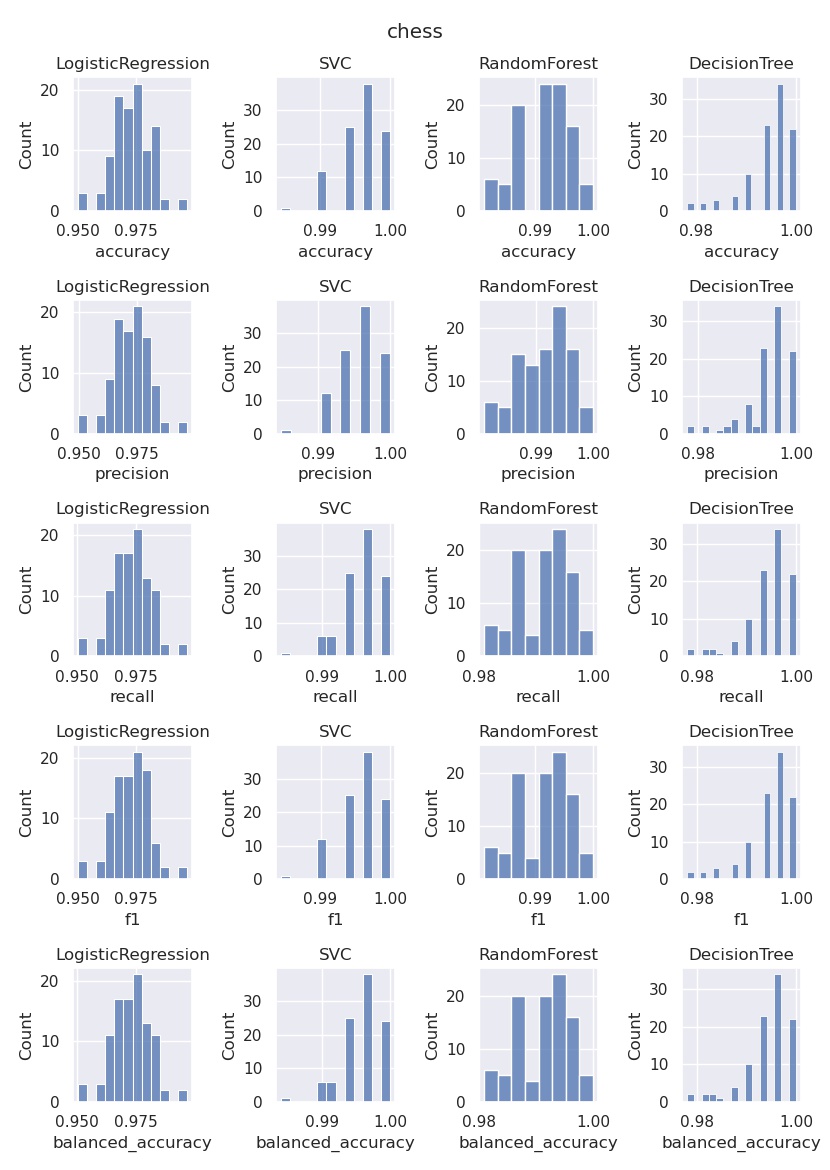 chess
LogisticRegression SVC RandomForest DecisionTree
Count 0 10 20 0.950 0.975 accuracy
Count 0 10 20 30 0.99 1.00 accuracy
Count 0 10 20 0.99 1.00 accuracy
Count 0 10 20 30 0.98 1.00 accuracy
LogisticRegression SVC RandomForest DecisionTree
Count 0 10 20 0.950 0.975 precision
Count 0 10 20 30 0.99 1.00 precision
Count 0 10 20 0.99 1.00 precision
Count 0 10 20 30 0.98 1.00 precision
LogisticRegression SVC RandomForest DecisionTree
Count 0 10 20 0.950 0.975 recall
Count 0 10 20 30 0.99 1.00 recall
Count 0 10 20 0.98 1.00 recall
Count 0 10 20 30 0.98 1.00 recall
LogisticRegression SVC RandomForest DecisionTree
Count 0 10 20 0.950 0.975 f1
Count 0 10 20 30 0.99 1.00 f1
Count 0 10 20 0.99 1.00 f1
Count 0 10 20 30 0.98 1.00 f1
LogisticRegression SVC RandomForest DecisionTree
Count 0 10 20 0.950 0.975 balanced_accuracy
Count 0 10 20 30 0.99 1.00 balanced_accuracy
Count 0 10 20 0.98 1.00 balanced_accuracy
Count 0 10 20 30 0.98 1.00 balanced_accuracy